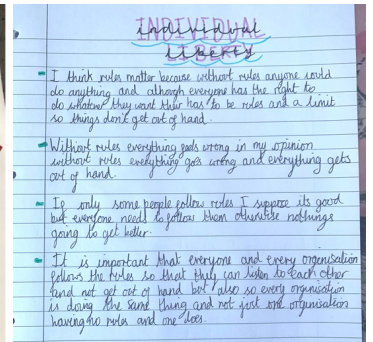 INDIVIDUAL
LIBERTY
- I think rules matter because without rules anyone could
do anything and although everyone has the right to
do whatever they want their has to be rules and a limit
so things don't get out of hand.
- Without rules everything goes wrong in my opinion
without rules everything goes wrong and everything gets
out of hand.
- If only some people follow rules I suppose its good
but everyone needs to follow them otherwise nothings
going to get better.
- It is important that everyone and every organisation
follows the rules so that they can listen to each other
and not get out of hand but also so every organisation
is doing the same thing and not just one organisation
having no rules and one does.